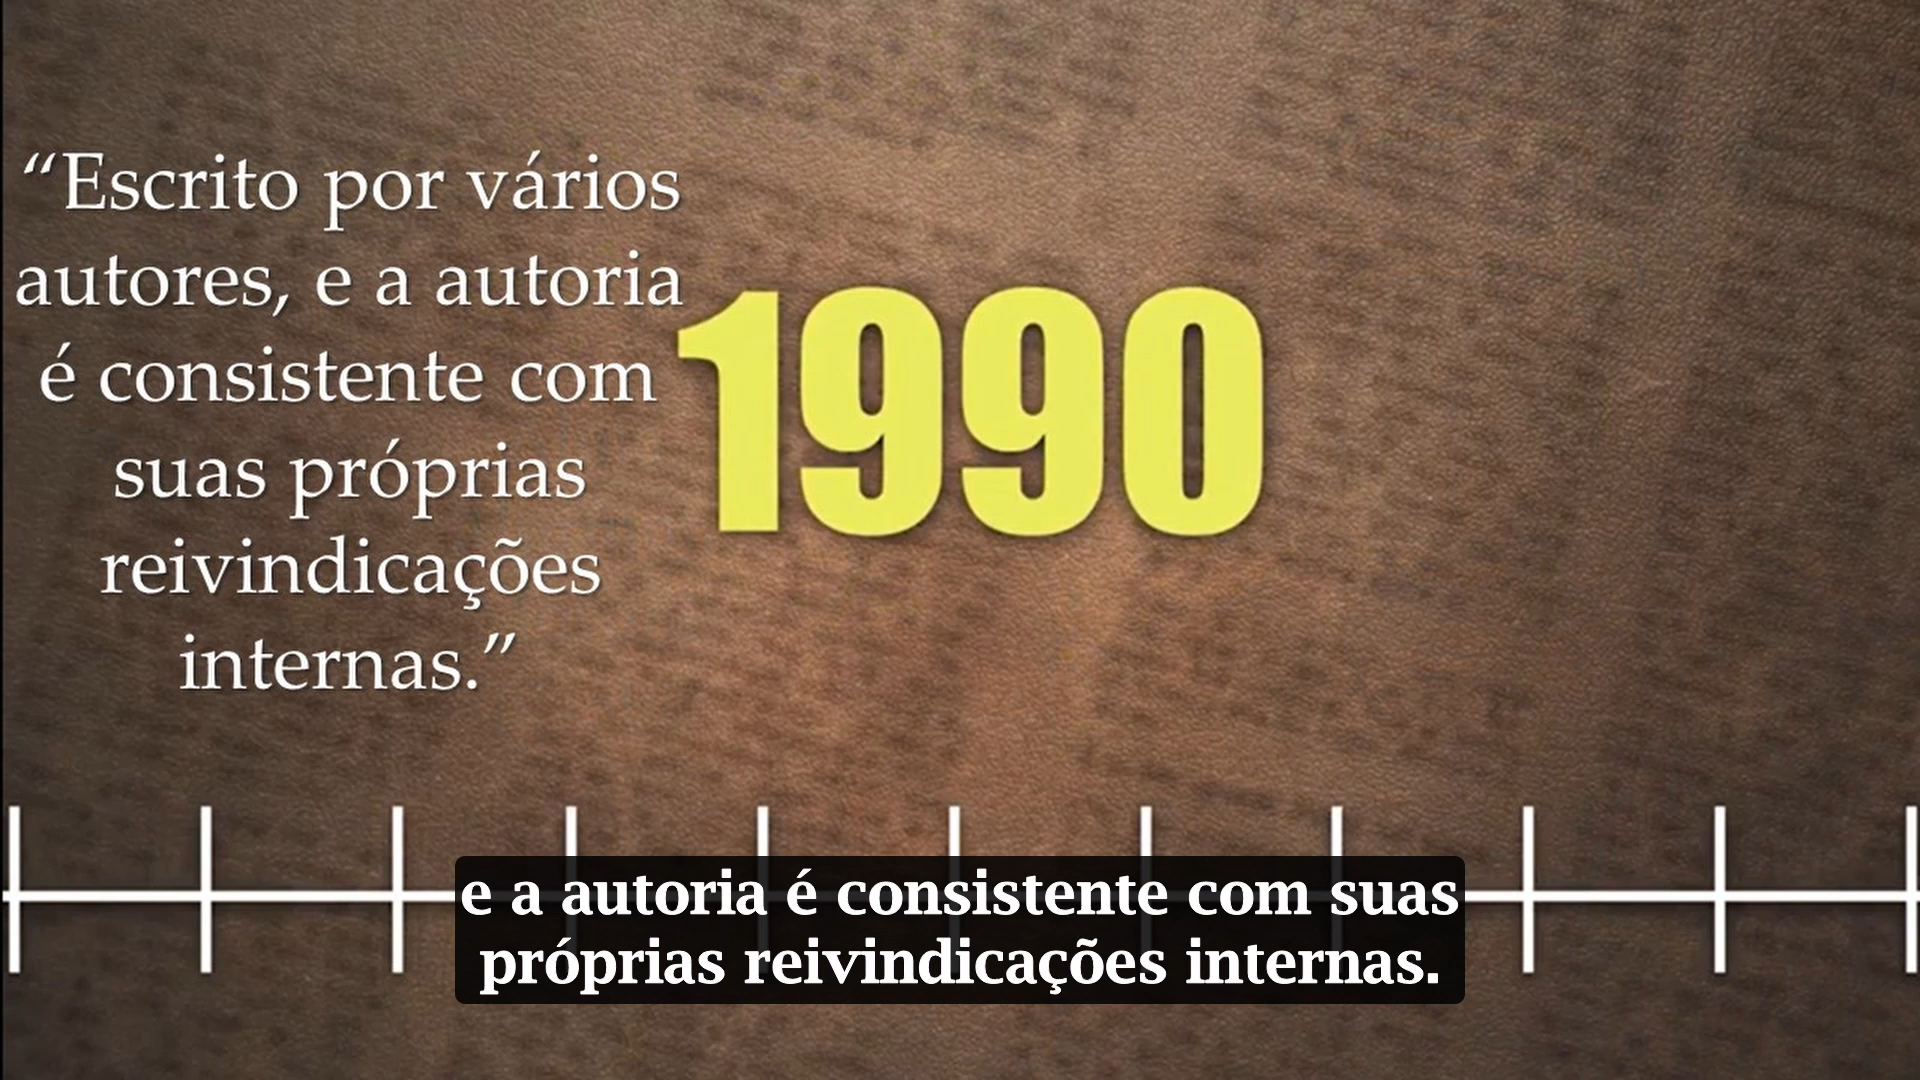 “Escrito por vários
autores, e a autoria
é consistente com
suas próprias
reivindicações
internas.”
1990
e a autoria é consistente com suas
próprias reivindicações internas.